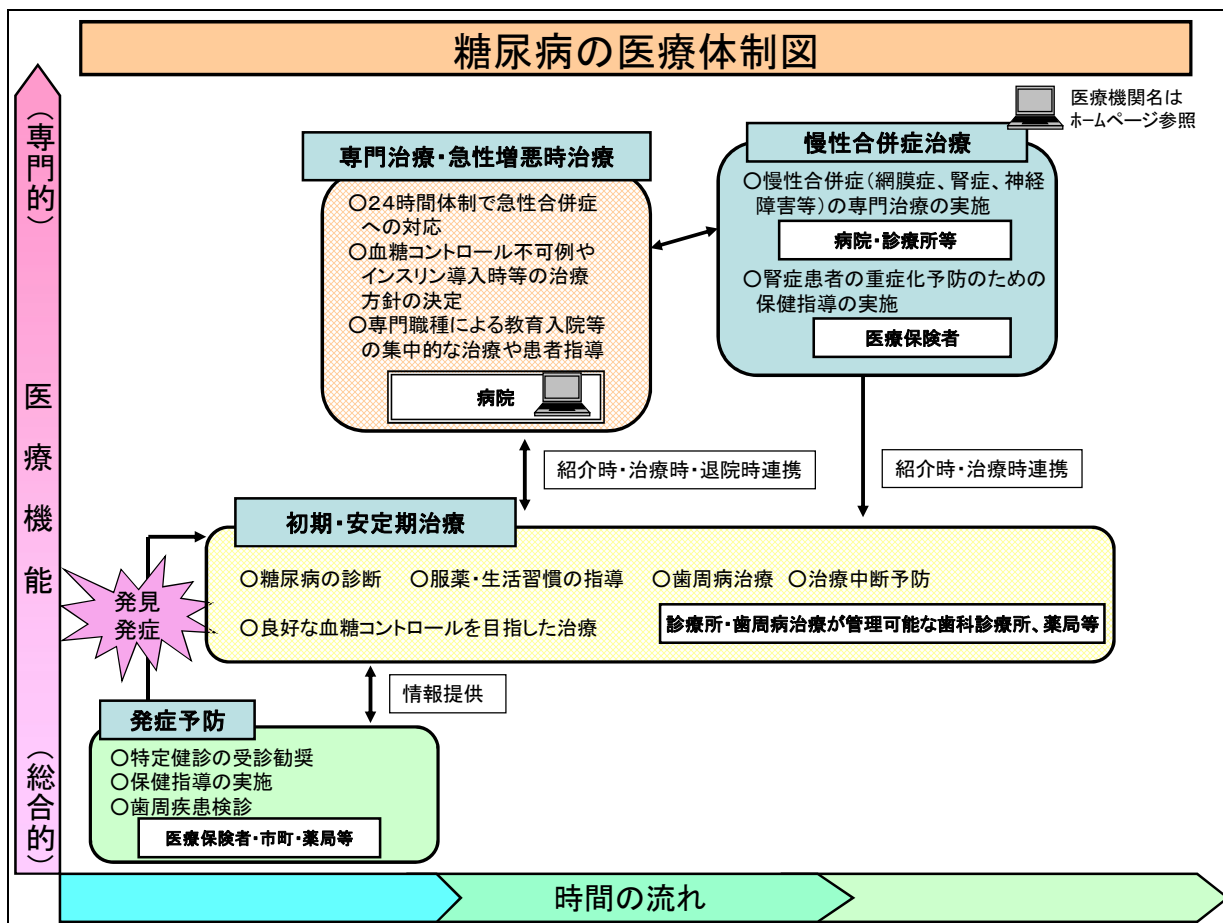 糖尿病の医療体制図
医療機関名は
ホームページ参照
(専門的)
医療機能
(総合的)
専門治療・急性増悪時治療
○24時間体制で急性合併症
への対応
○血糖コントロール不可例や
インスリン導入時等の治療
方針の決定
○専門職種による教育入院等
の集中的な治療や患者指導
病院
慢性合併症治療
○慢性合併症(網膜症、腎症、神経
障害等)の専門治療の実施
病院・診療所等
○腎症患者の重症化予防のための
保健指導の実施
医療保険者
紹介時・治療時・退院時連携
紹介時・治療時連携
初期・安定期治療
○糖尿病の診断 ○服薬・生活習慣の指導 ○歯周病治療 ○治療中断予防
○良好な血糖コントロールを目指した治療
診療所・歯周病治療が管理可能な歯科診療所、薬局等
発見
発症
情報提供
発症予防
○特定健診の受診勧奨
○保健指導の実施
○歯周疾患検診
医療保険者・市町・薬局等
時間の流れ